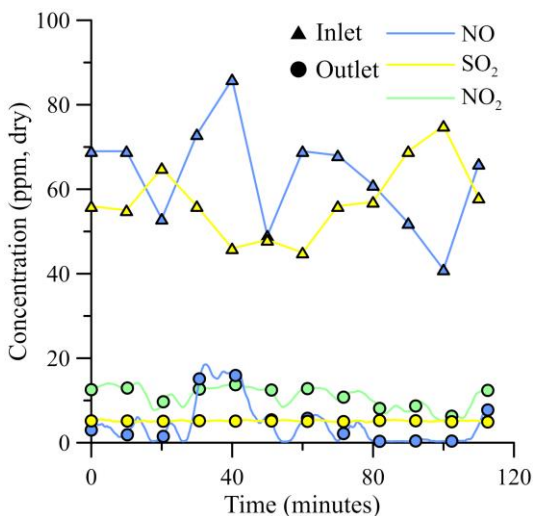 Concentration (ppm, dry)
100
80
60
40
20
0
Inlet
Outlet
NO
SO₂
NO₂
0 40 80 120
Time (minutes)